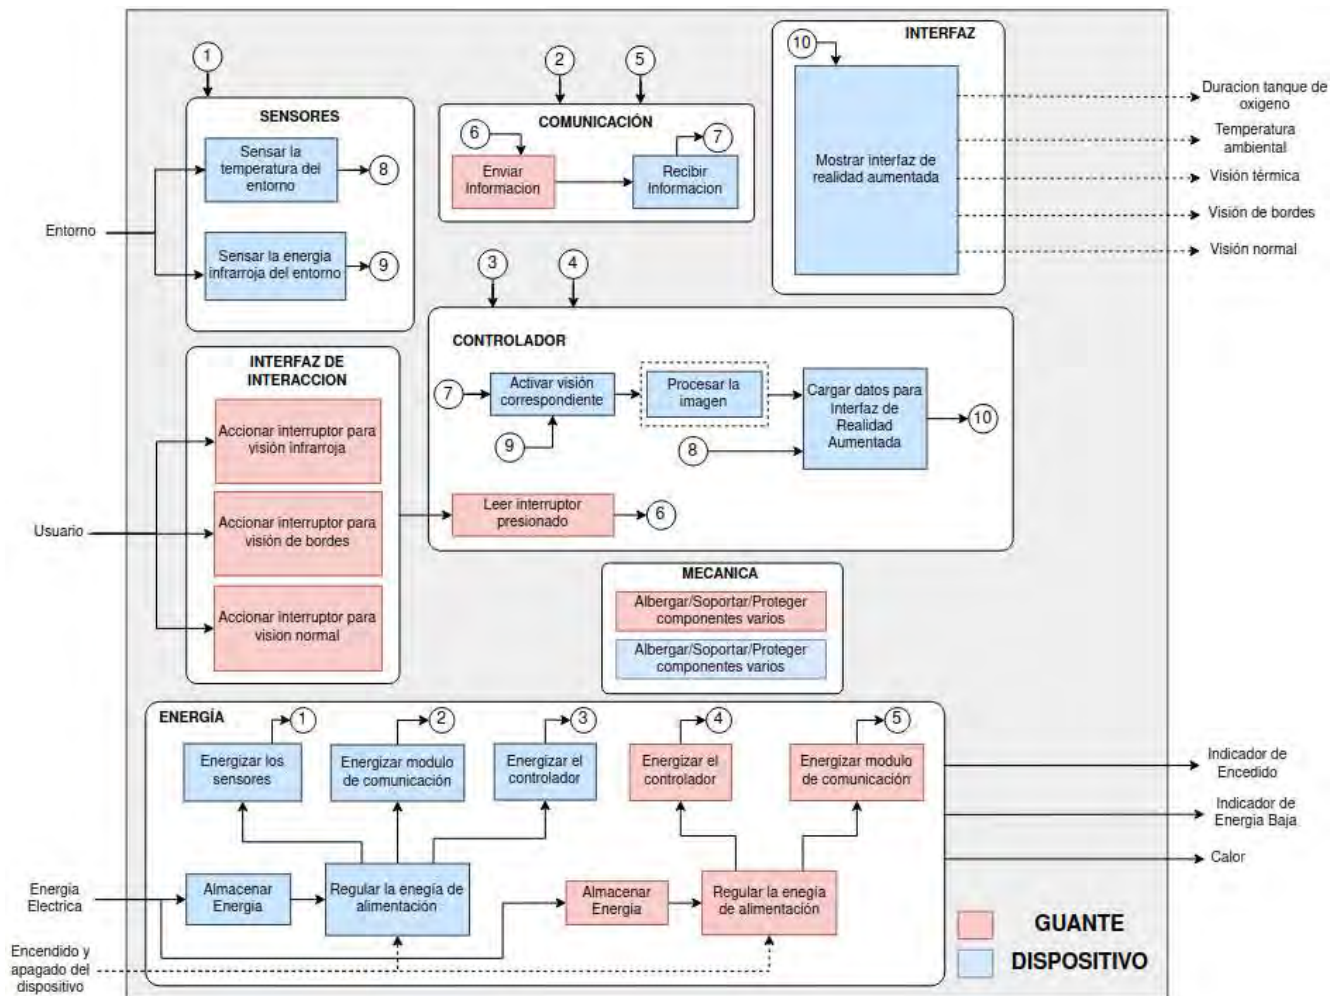 1
SENSORES
Sensar la
temperatura del
entorno
8
Sensar la energia
infrarroja del entorno
9
Entorno
2
5
COMUNICACIÓN
6
7
Enviar
Informacion
Recibir
Informacion
INTERFAZ
10
Mostrar interfaz de
realidad aumentada
Duracion tanque de
oxigeno
Temperatura
ambiental
Visión térmica
Visión de bordes
Visión normal
3
4
CONTROLADOR
7
Activar visión
correspondiente
9
Procesar la
imagen
8
Cargar datos para
Interfaz de
Realidad
Aumentada
10
Leer interruptor
presionado
6
INTERFAZ DE
INTERACCION
Accionar interruptor para
visión infrarroja
Accionar interruptor para
visión de bordes
Accionar interruptor para
vision normal
Usuario
MECANICA
Albergar/Soportar/Proteger
componentes varios
Albergar/Soportar/Proteger
componentes varios
ENERGÍA
1
2
3
4
5
Energizar los
sensores
Energizar modulo
de comunicación
Energizar el
controlador
Energizar el
controlador
Energizar modulo
de comunicación
Almacenar
Energia
Regular la enegía de
alimentación
Almacenar
Energia
Regular la enegía
de alimentación
Energia
Electrica
Encendido y
apagado del
dispositivo
Indicador de
Encedido
Indicador de
Energia Baja
Calor
GUANTE
DISPOSITIVO